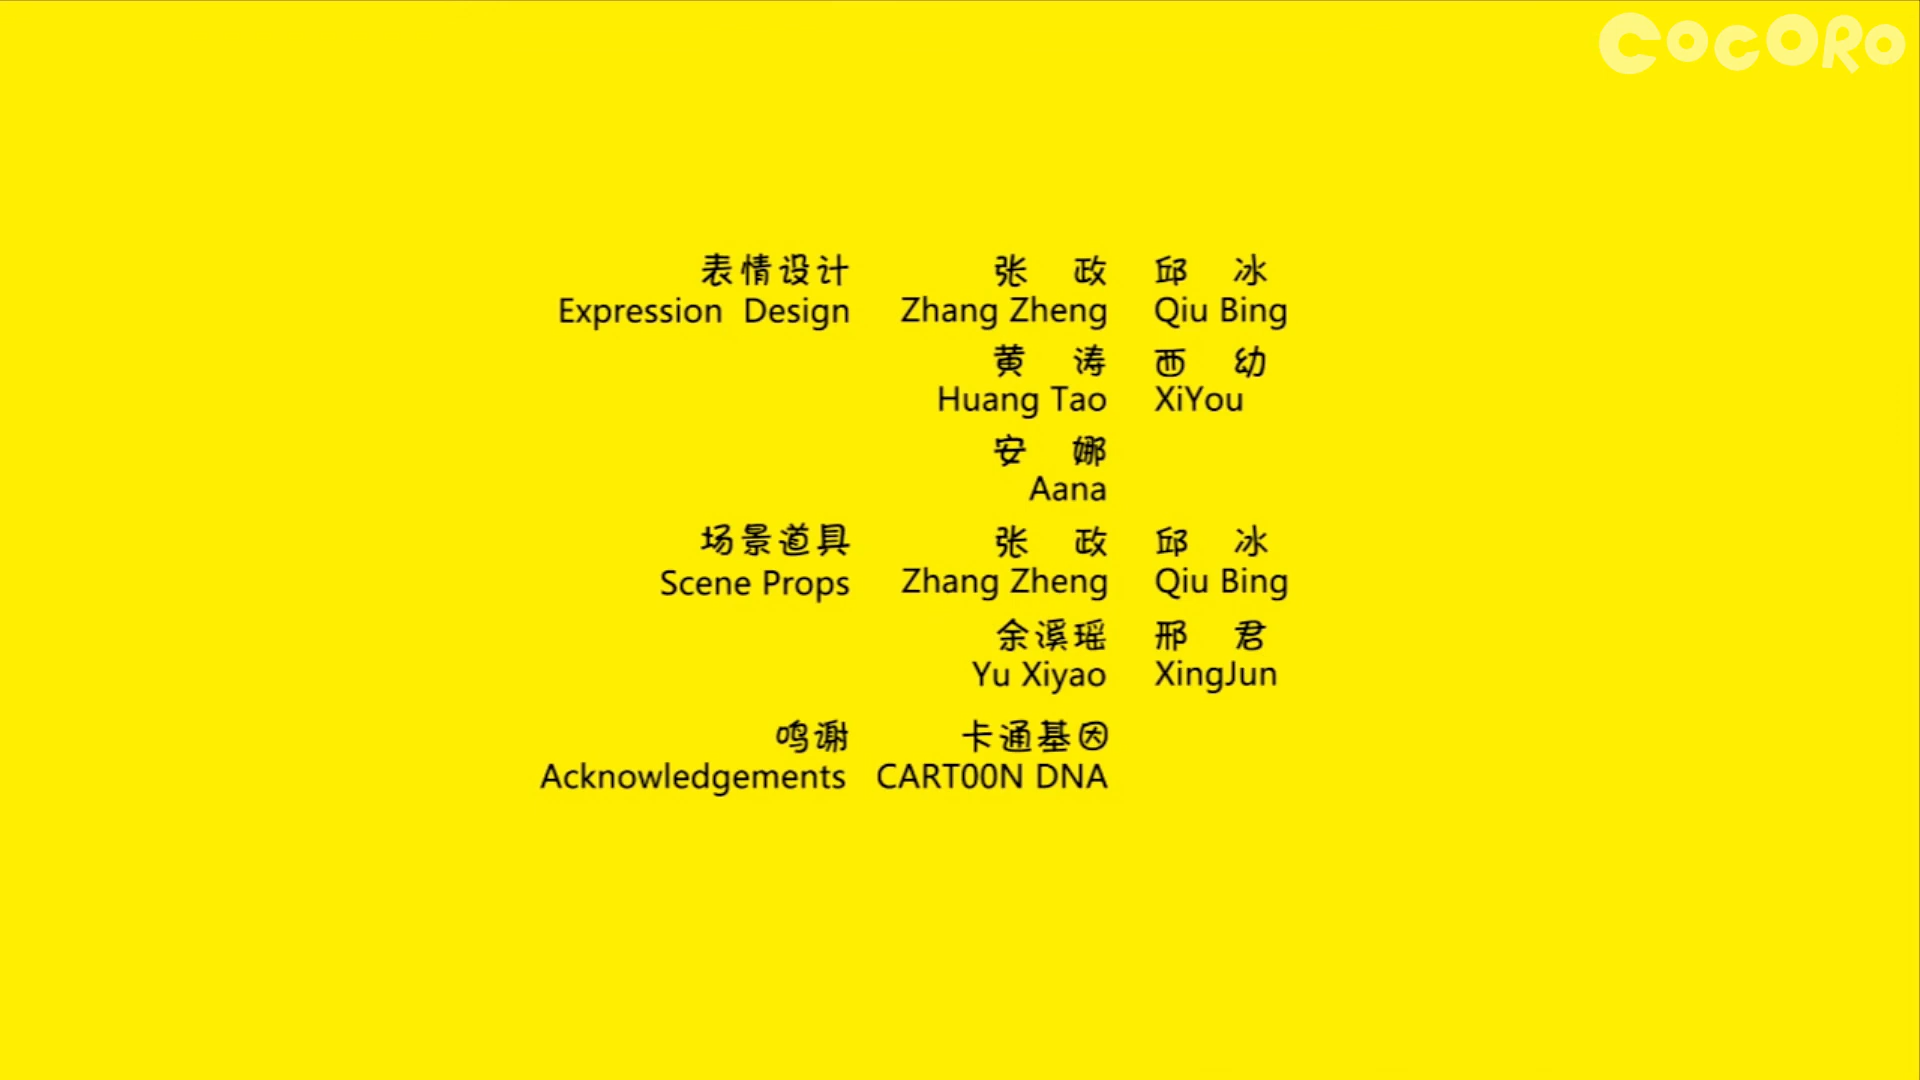 COCORO
表情设计 张 政 邱 冰
Expression Design Zhang Zheng Qiu Bing
黄 涛 西 幼
Huang Tao XiYou
安 娜
Aana
场景道具 张 政 邱 冰
Scene Props Zhang Zheng Qiu Bing
余溪瑶 邢 君
Yu Xiyao XingJun
鸣谢 卡通基因
Acknowledgements CART00N DNA